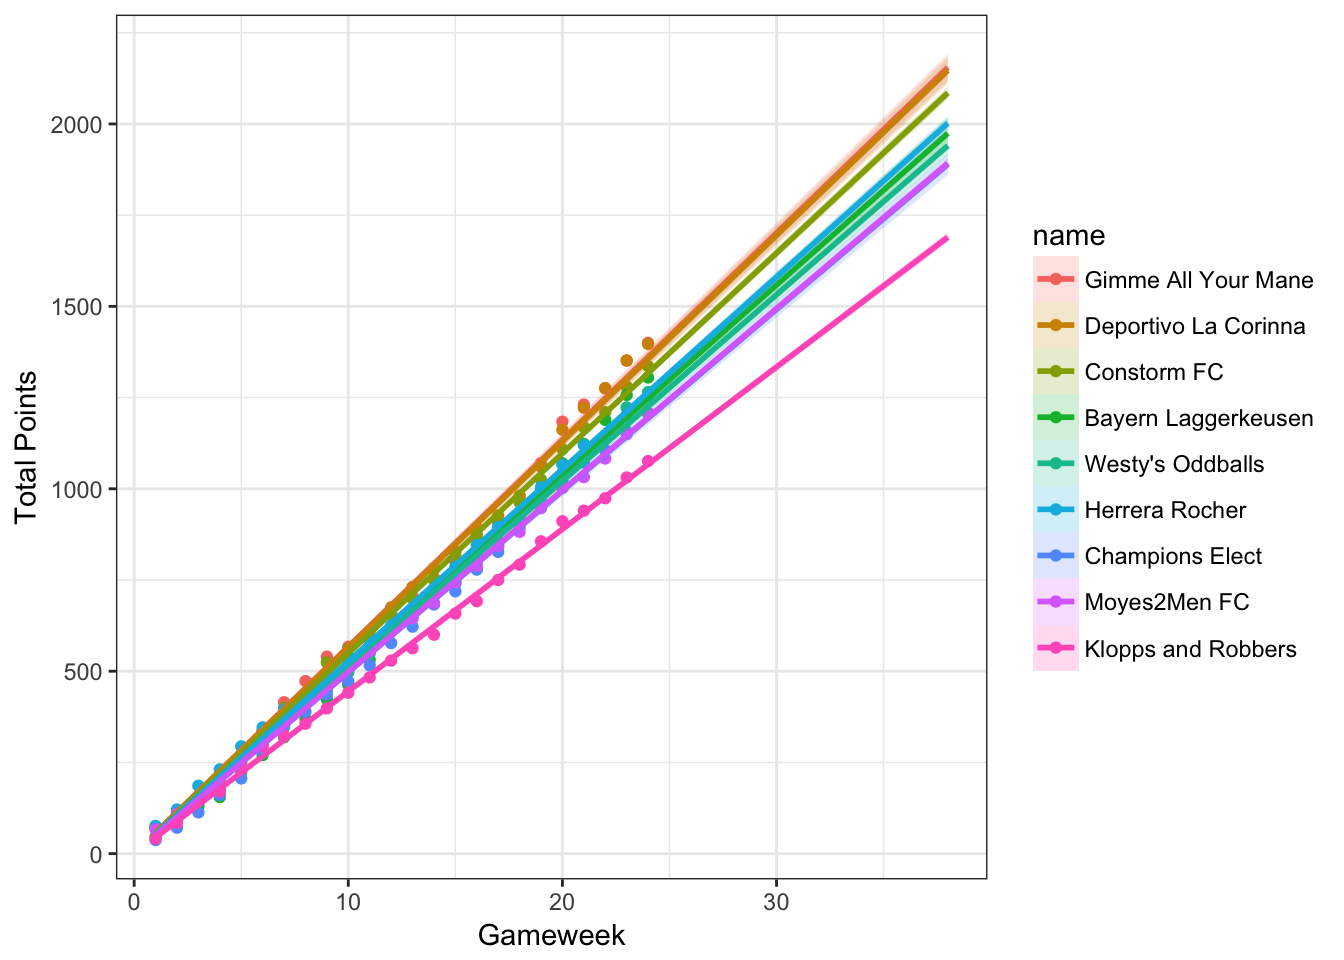 2000
1500
1000
500
0
Total Points
0 10 20 30
Gameweek
name
Gimme All Your Mane
Deportivo La Corinna
Constorm FC
Bayern Laggerkeusen
Westy's Oddballs
Herrera Rocher
Champions Elect
Moyes2Men FC
Klopps and Robbers